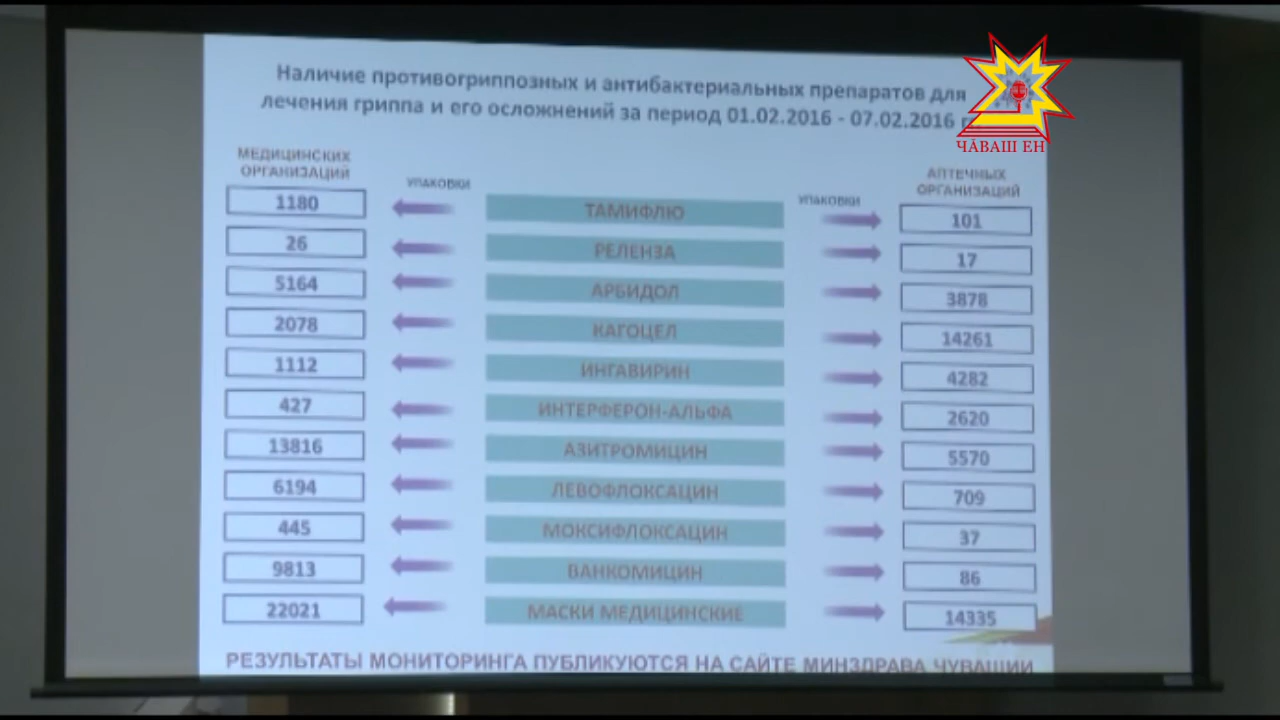 Наличие противогриппозных и антибактериальных препаратов для
лечения гриппа и его осложнений за период 01.02.2016 - 07.02.2016 г.
ЧĂВАШ ЕН
МЕДИЦИНСКИХ
ОРГАНИЗАЦИЙ
УПАКОВКИ
УПАКОВКИ
АПТЕЧНЫХ
ОРГАНИЗАЦИЙ
1180 ТАМИФЛЮ 101
26 РЕЛЕНЗА 17
5164 АРБИДОЛ 3878
2078 КАГОЦЕЛ 14261
1112 ИНГАВИРИН 4282
427 ИНТЕРФЕРОН-АЛЬФА 2620
13816 АЗИТРОМИЦИН 5570
6194 ЛЕВОФЛОКСАЦИН 709
445 МОКСИФЛОКСАЦИН 37
9813 ВАНКОМИЦИН 86
22021 МАСКИ МЕДИЦИНСКИЕ 14335
РЕЗУЛЬТАТЫ МОНИТОРИНГА ПУБЛИКУЮТСЯ НА САЙТЕ МИНЗДРАВА ЧУВАШИИ